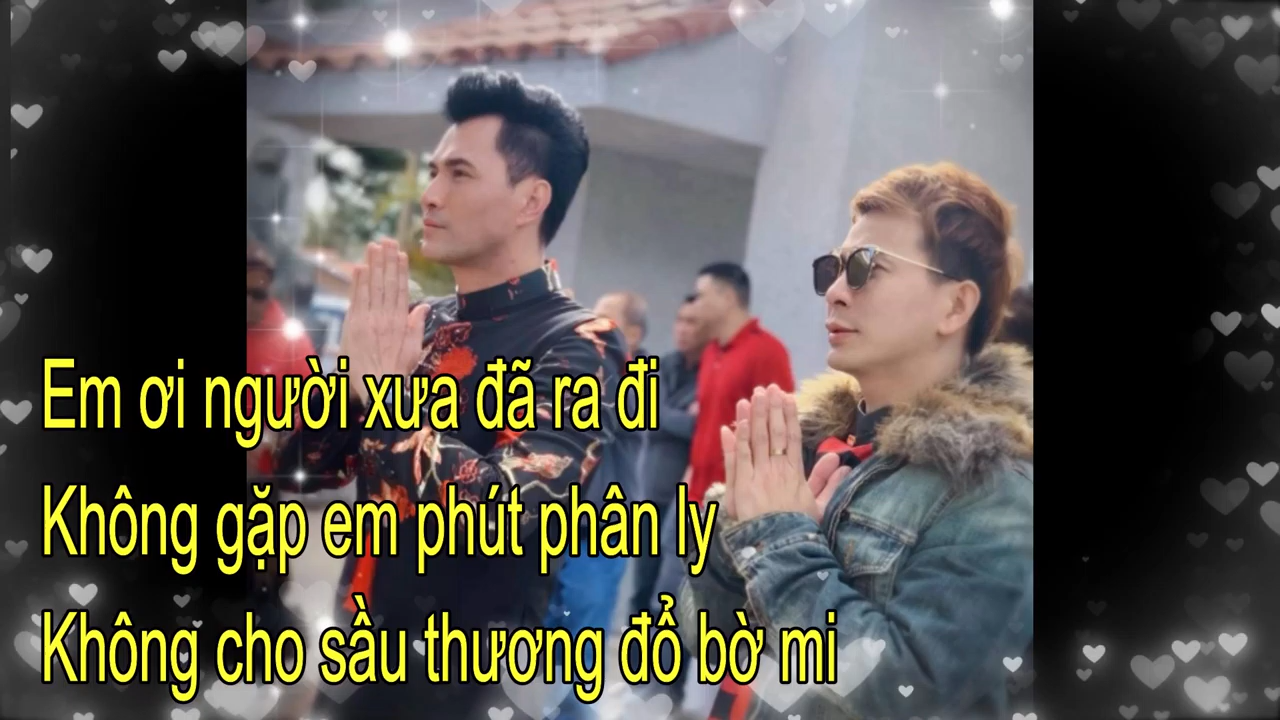 Em ơi người xưa đã ra đi
Không gặp em phút phân ly
Không cho sầu thương đổ bờ mi